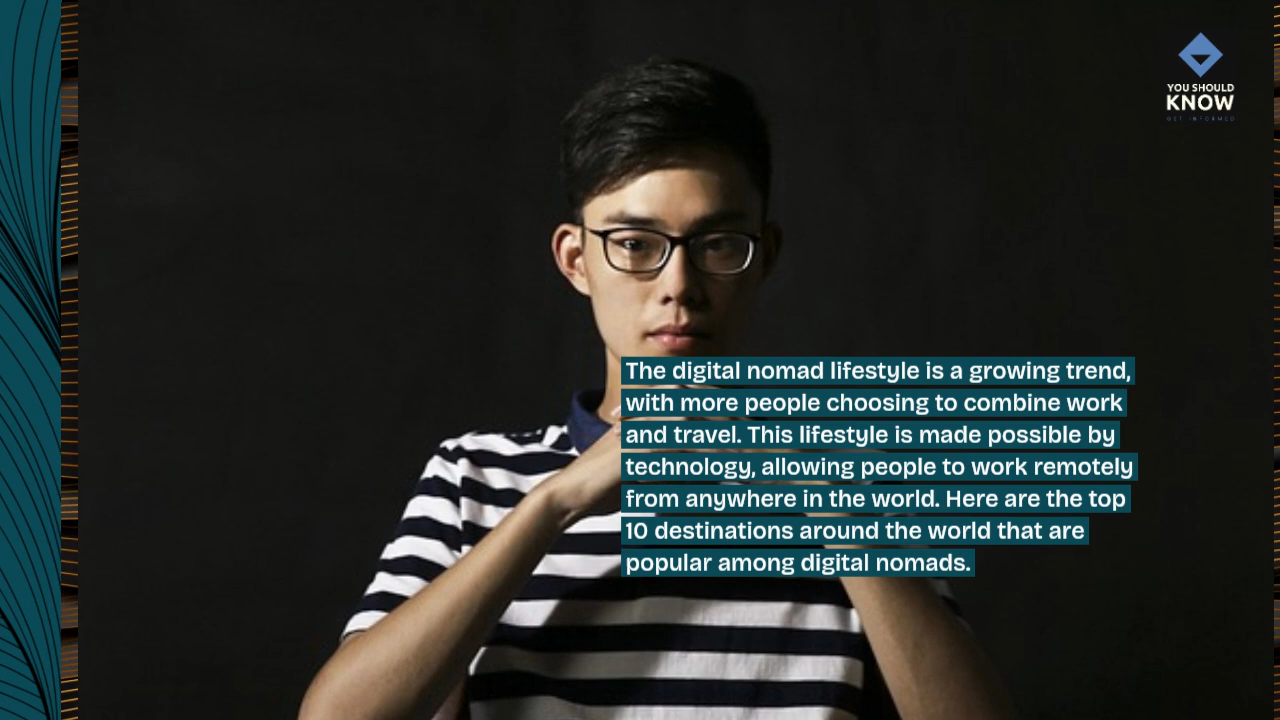 YOU SHOULD
KNOW
GET INFORMED
The digital nomad lifestyle is a growing trend,
with more people choosing to combine work
and travel. This lifestyle is made possible by
technology, allowing people to work remotely
from anywhere in the world. Here are the top
10 destinations around the world that are
popular among digital nomads.